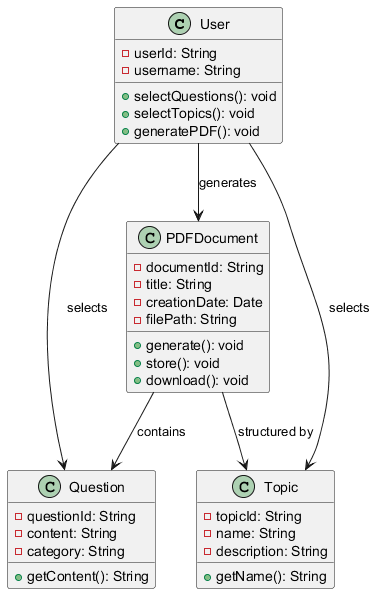 C User
userId: String
username: String
selectQuestions(): void
selectTopics(): void
generatePDF(): void
generates
C PDFDocument
documentId: String
title: String
creationDate: Date
filePath: String
generate(): void
store(): void
download(): void
selects
selects
contains
structured by
C Question
questionId: String
content: String
category: String
getContent(): String
C Topic
topicId: String
name: String
description: String
getName(): String